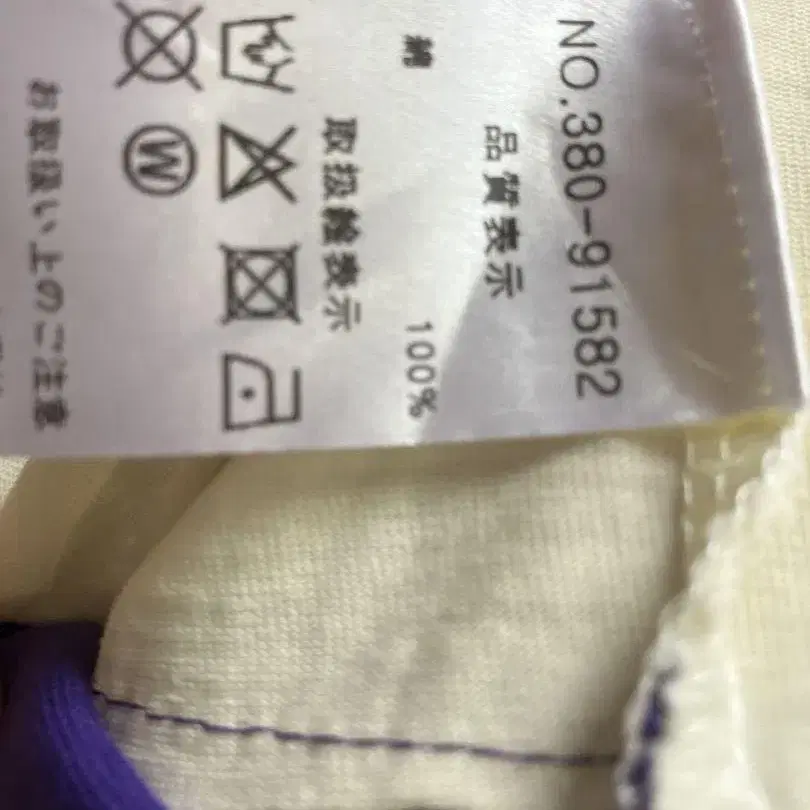 NO.380-91582
品質表示
綿 100%
取扱絵表示
W
お取扱い上のご注意